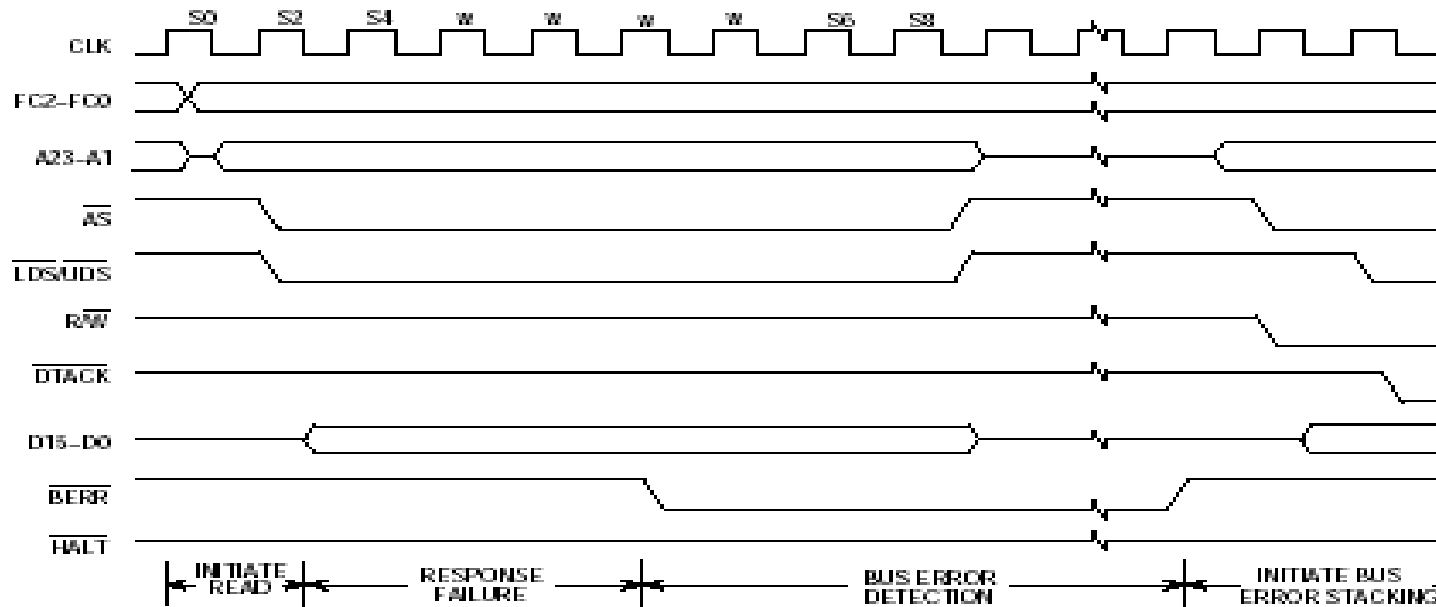 S0 S2 S4 w w w w S6 S8
CLK
FC2–FC0
A23–A1
AS
LDS/UDS
R/W
DTACK
D15–D0
BERR
HALT
INITIATE
READ
RESPONSE
FAILURE
BUS ERROR
DETECTION
INITIATE BUS
ERROR STACKING